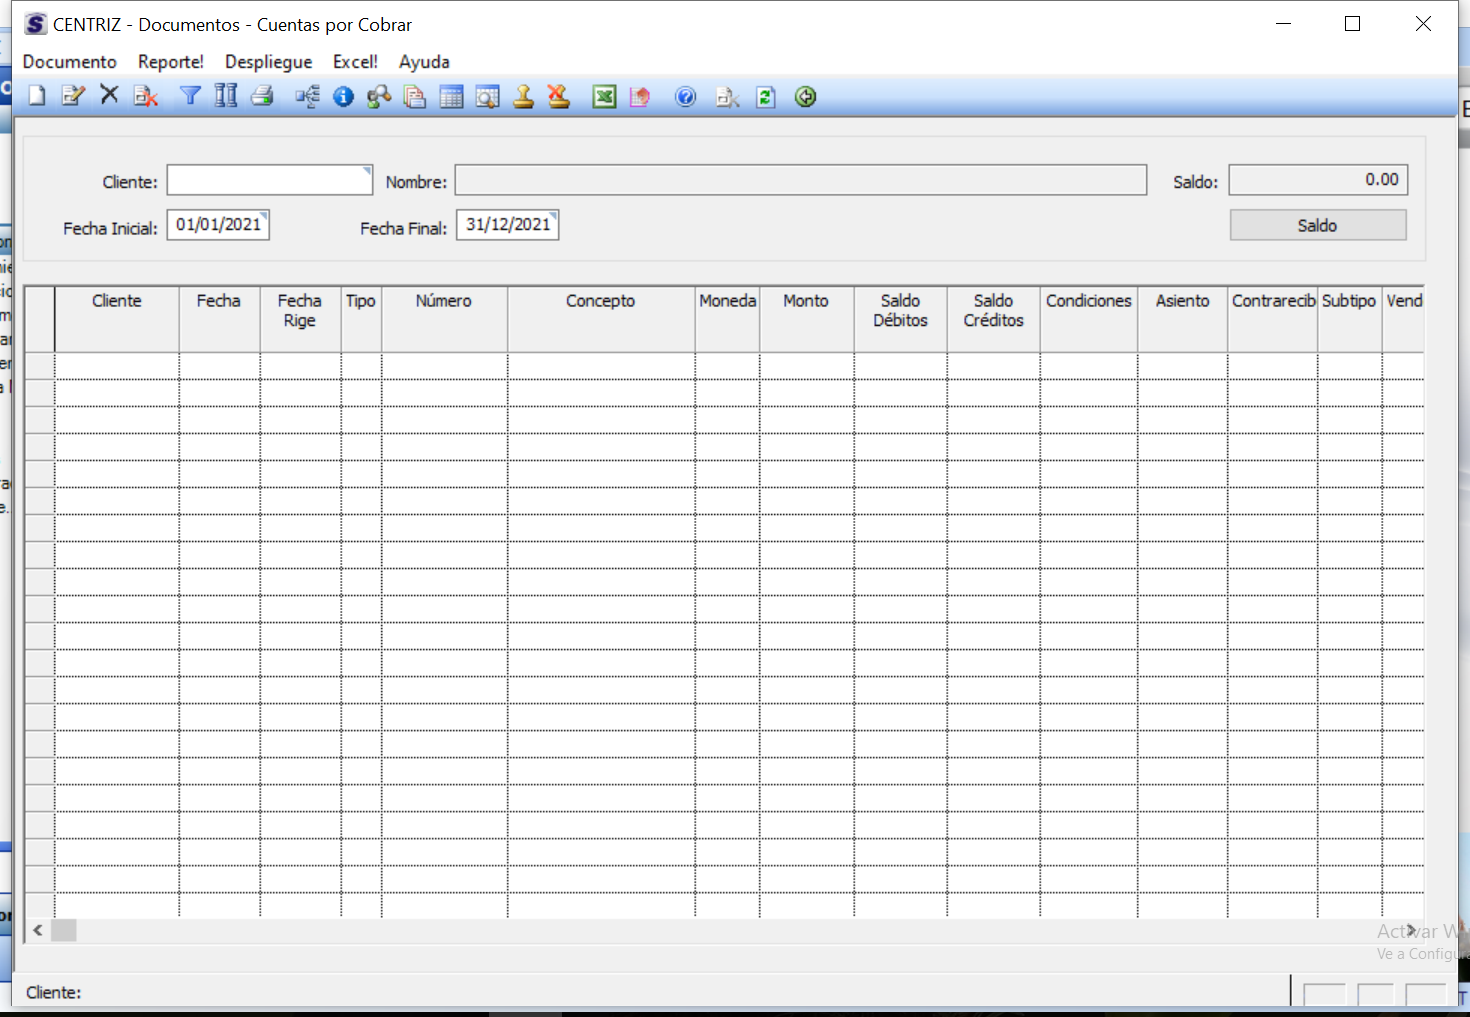 CENTRIZ - Documentos - Cuentas por Cobrar
Documento Reporte! Despliegue Excel! Ayuda
Cliente: Nombre: Saldo: 0.00
Fecha Inicial: 01/01/2021 Fecha Final: 31/12/2021 Saldo
Cliente Fecha Fecha Rige Tipo Número Concepto Moneda Monto Saldo Débitos Saldo Créditos Condiciones Asiento Contrarecib Subtipo Vend
Activar W
Ve a Configura
Cliente: